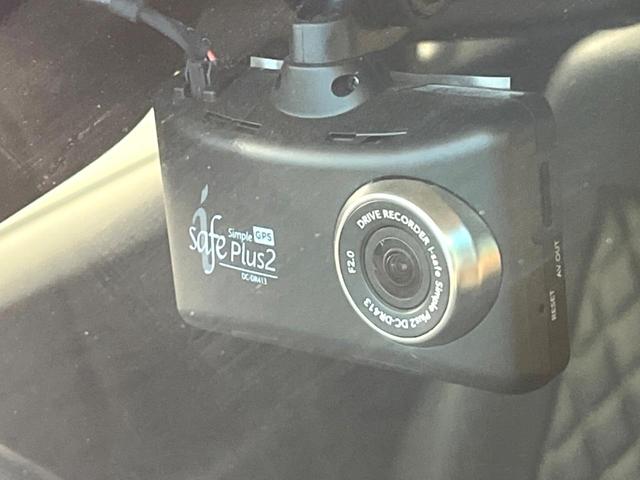 i safe Simple GPS
Plus2
DC-DR413
DRIVE RECORDER i-safe Simple Plus2 DC-DR413
F2.0
RESET
AV OUT